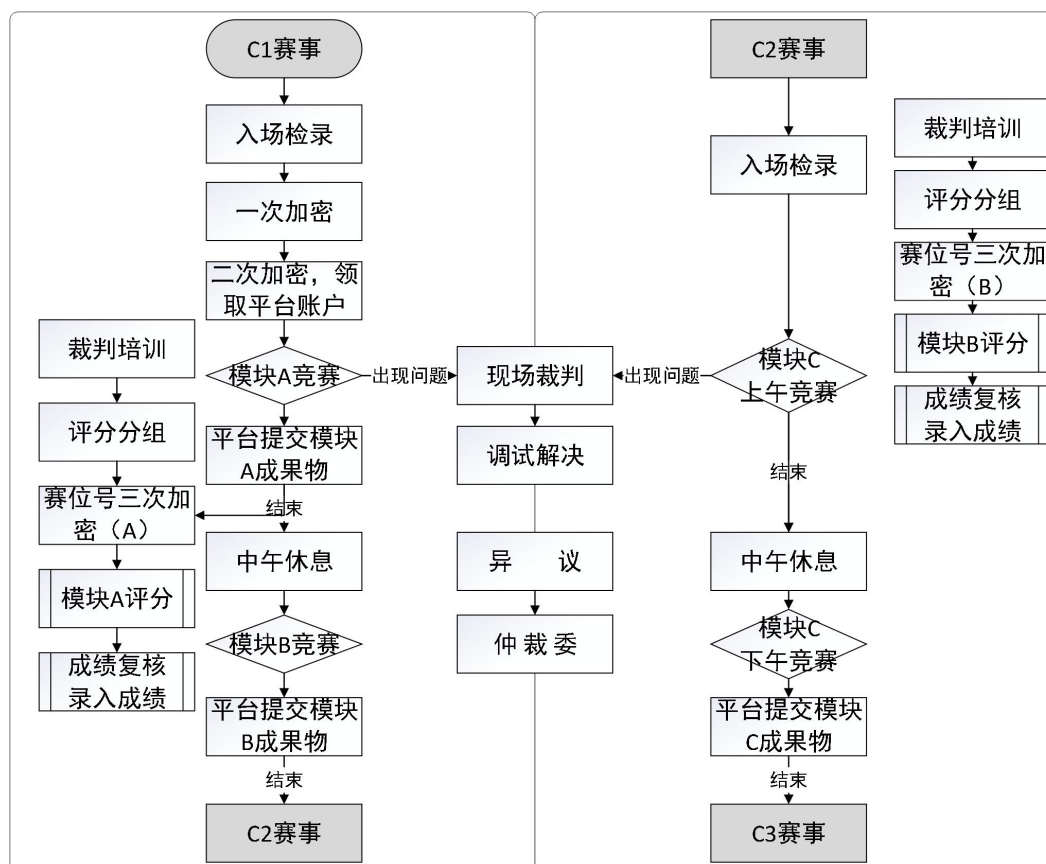 C1赛事
入场检录
一次加密
二次加密，领
取平台账户
模块A竞赛
出现问题
平台提交模块
A成果物
结束
中午休息
模块B竞赛
平台提交模块
B成果物
结束
C2赛事
裁判培训
评分分组
赛位号三次加
密（A）
模块A评分
成绩复核
录入成绩
现场裁判
调试解决
异 议
仲 裁 委
C2赛事
入场检录
模块C
上午竞赛
出现问题
结束
中午休息
模块C
下午竞赛
平台提交模块
C成果物
结束
C3赛事
裁判培训
评分分组
赛位号三次加
密（B）
模块B评分
成绩复核
录入成绩